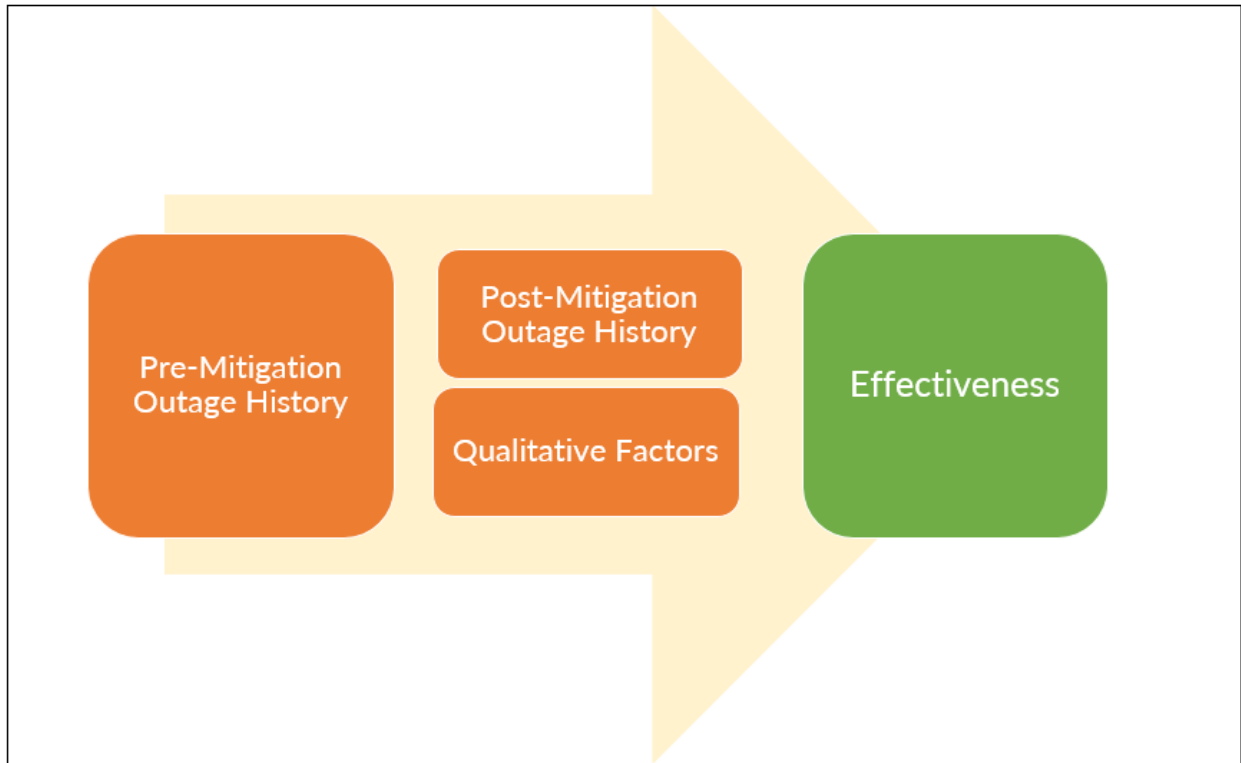 Pre-Mitigation
Outage History
Post-Mitigation
Outage History
Qualitative Factors
Effectiveness